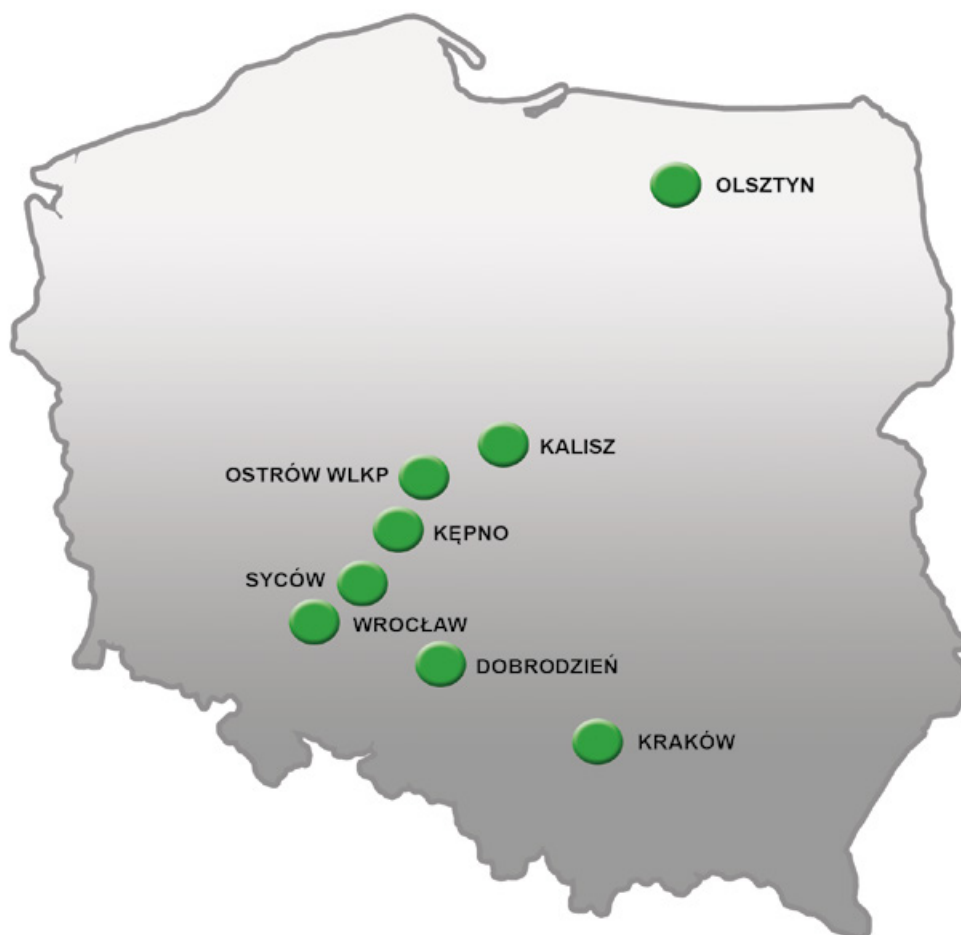 OLSZTYN
KALISZ
OSTRÓW WLKP
KĘPNO
SYCÓW
WROCŁAW
DOBRODZIEŃ
KRAKÓW